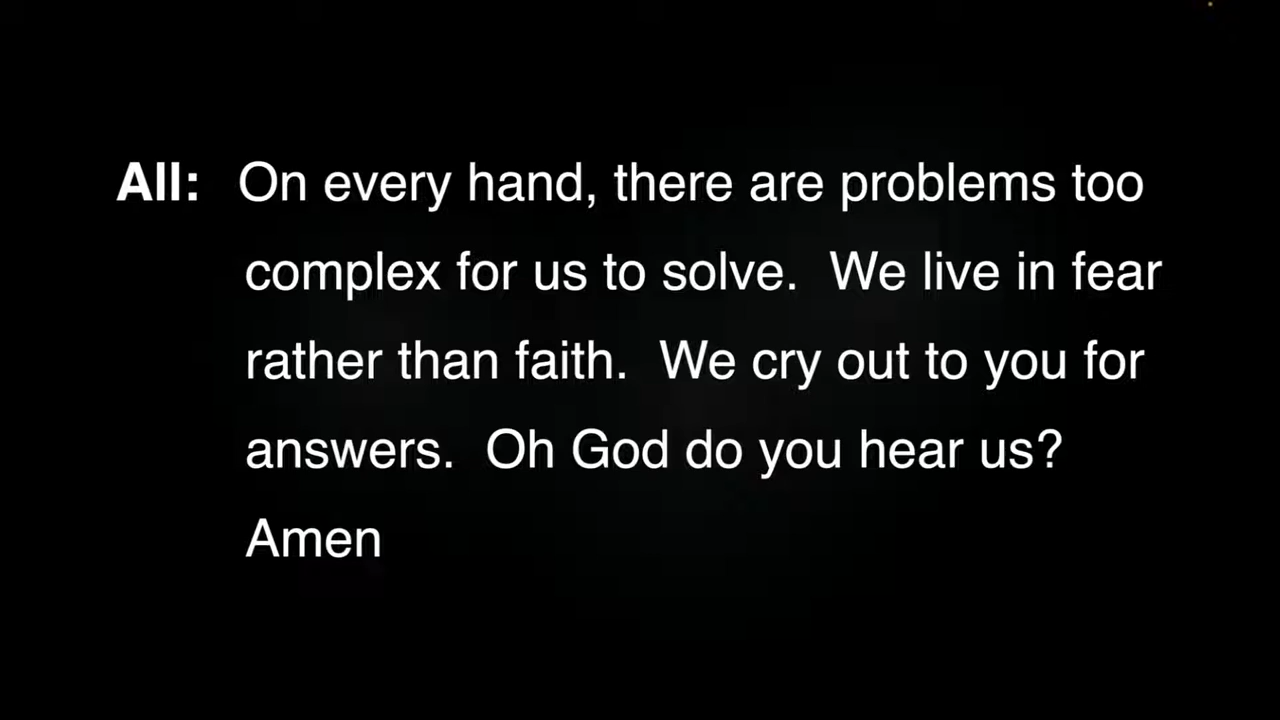 All: On every hand, there are problems too
complex for us to solve. We live in fear
rather than faith. We cry out to you for
answers. Oh God do you hear us?
Amen